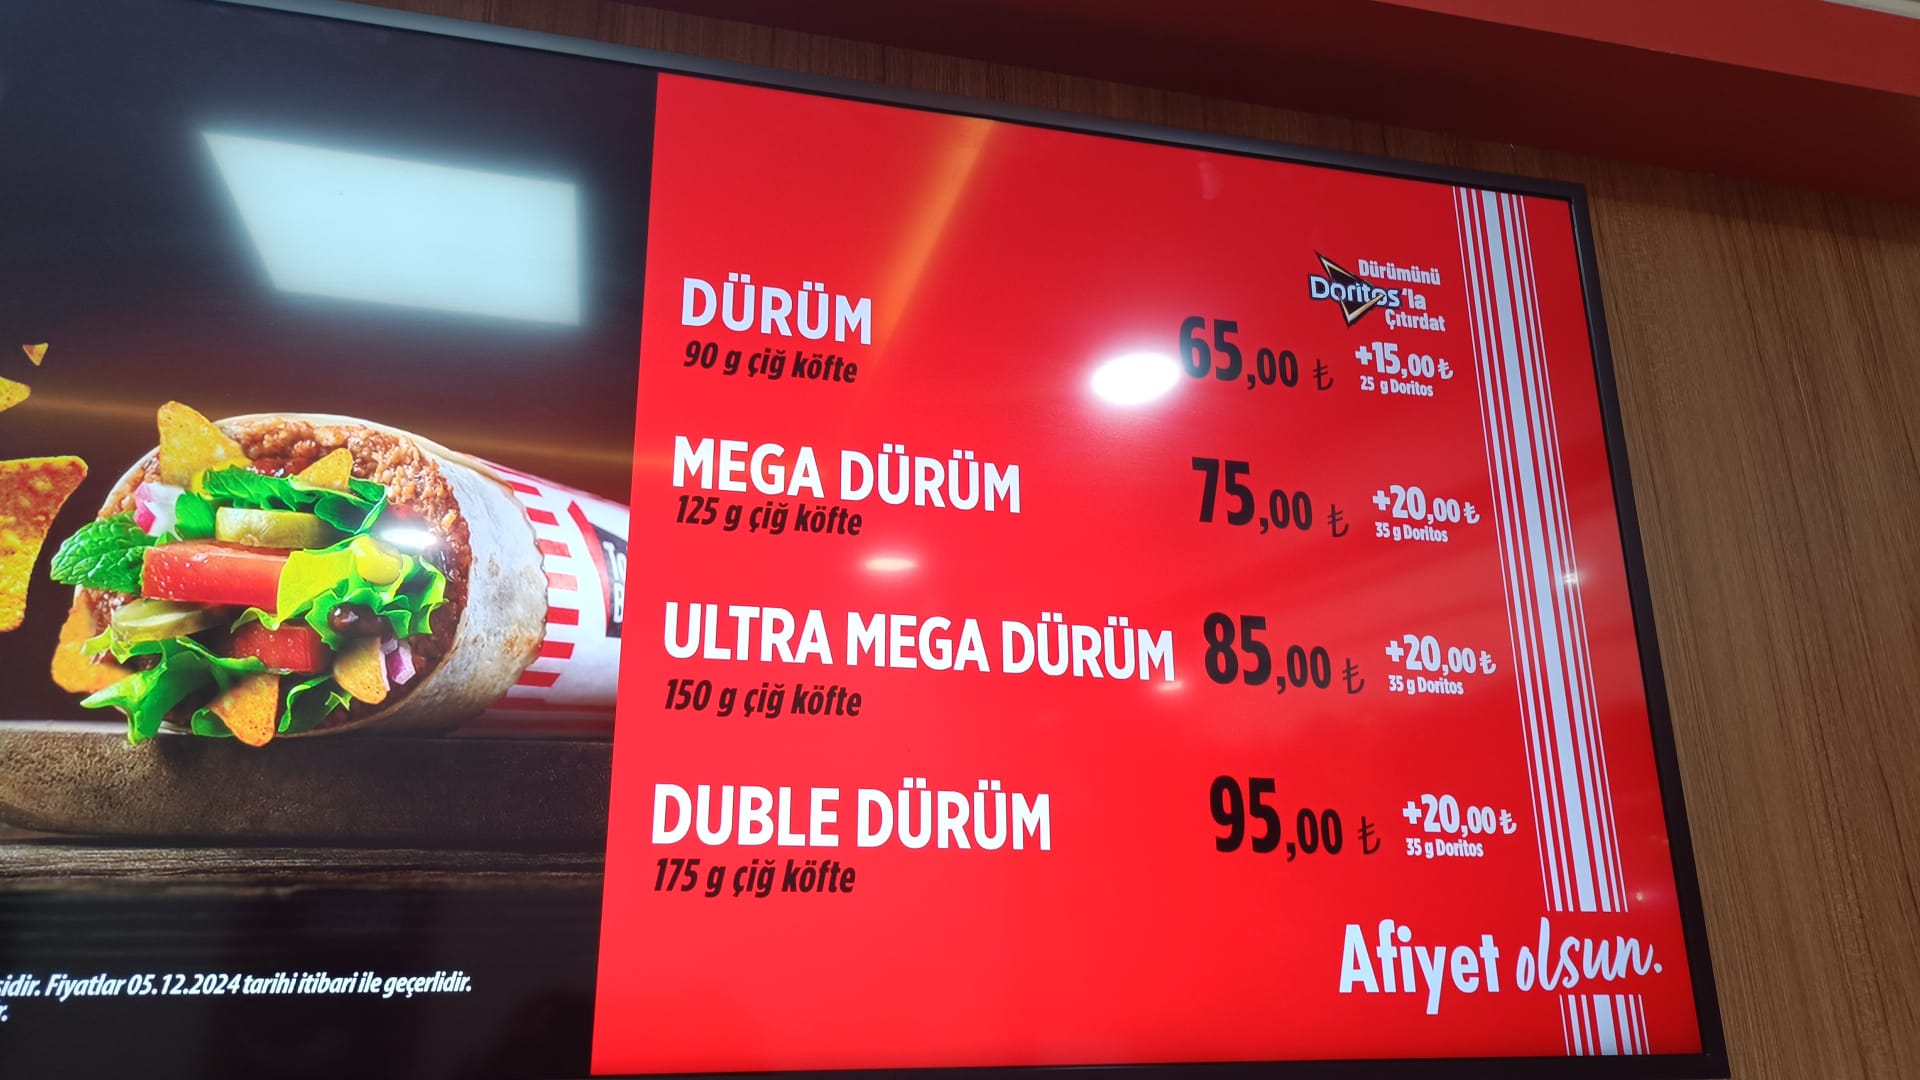 Dürümünü
Doritos'la
Çıtırdat
DÜRÜM
90 g çiğ köfte
65,00 ₺
+15,00 ₺
25 g Doritos
MEGA DÜRÜM
125 g çiğ köfte
75,00 ₺
+20,00 ₺
35 g Doritos
ULTRA MEGA DÜRÜM
150 g çiğ köfte
85,00 ₺
+20,00 ₺
35 g Doritos
DUBLE DÜRÜM
175 g çiğ köfte
95,00 ₺
+20,00 ₺
35 g Doritos
Afiyet olsun.
Fiyatlar 05.12.2024 tarihi itibari ile geçerlidir.